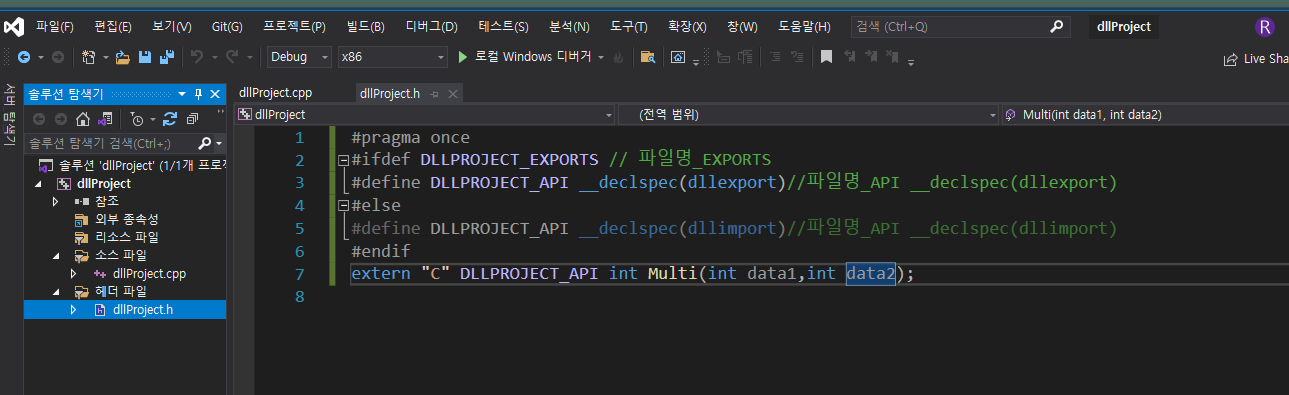 파일(F) 편집(E) 보기(V) Git(G) 프로젝트(P) 빌드(B) 디버그(D) 테스트(S) 분석(N) 도구(T) 확장(X) 창(W) 도움말(H) 검색 (Ctrl+Q) dllProject R
Debug x86 로컬 Windows 디버거 Live Sha
서버 탐색기
솔루션 탐색기
솔루션 탐색기 검색(Ctrl+;)
솔루션 'dllProject' (1/1개 프로젝
dllProject
참조
외부 종속성
리소스 파일
소스 파일
dllProject.cpp
헤더 파일
dllProject.h
dllProject.cpp dllProject.h
dllProject (전역 범위) Multi(int data1, int data2)
1 #pragma once
2 #ifdef DLLPROJECT_EXPORTS // 파일명_EXPORTS
3 #define DLLPROJECT_API __declspec(dllexport)//파일명_API __declspec(dllexport)
4 #else
5 #define DLLPROJECT_API __declspec(dllimport)//파일명_API __declspec(dllimport)
6 #endif
7 extern "C" DLLPROJECT_API int Multi(int data1,int data2);
8